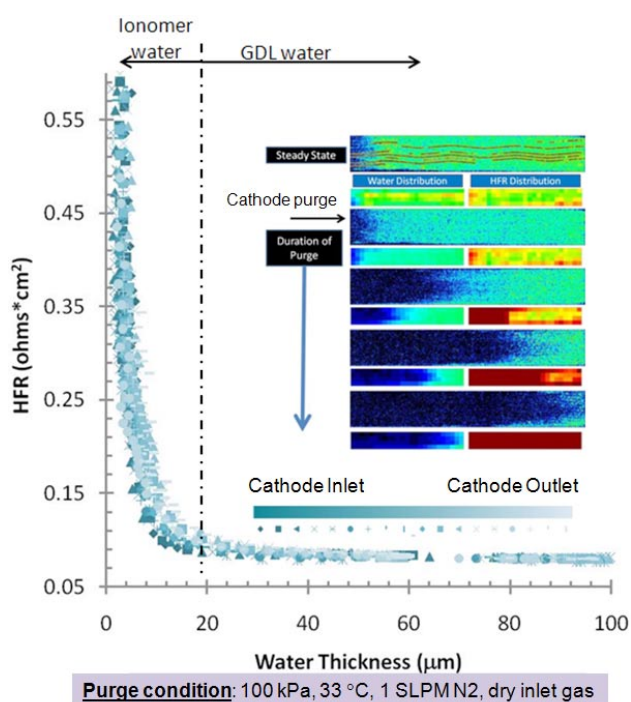 Ionomer
water
GDL water
0.55
0.45
0.35
0.25
0.15
0.05
HFR (ohms*cm2)
Steady State
Water Distribution
HFR Distribution
Cathode purge
Duration of
Purge
Cathode Inlet
Cathode Outlet
0
20
40
60
80
100
Water Thickness (μm)
Purge condition: 100 kPa, 33 °C, 1 SLPM N2, dry inlet gas